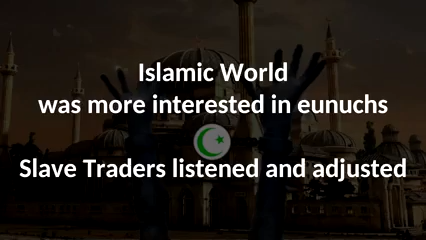 Islamic World
was more interested in eunuchs
Slave Traders listened and adjusted